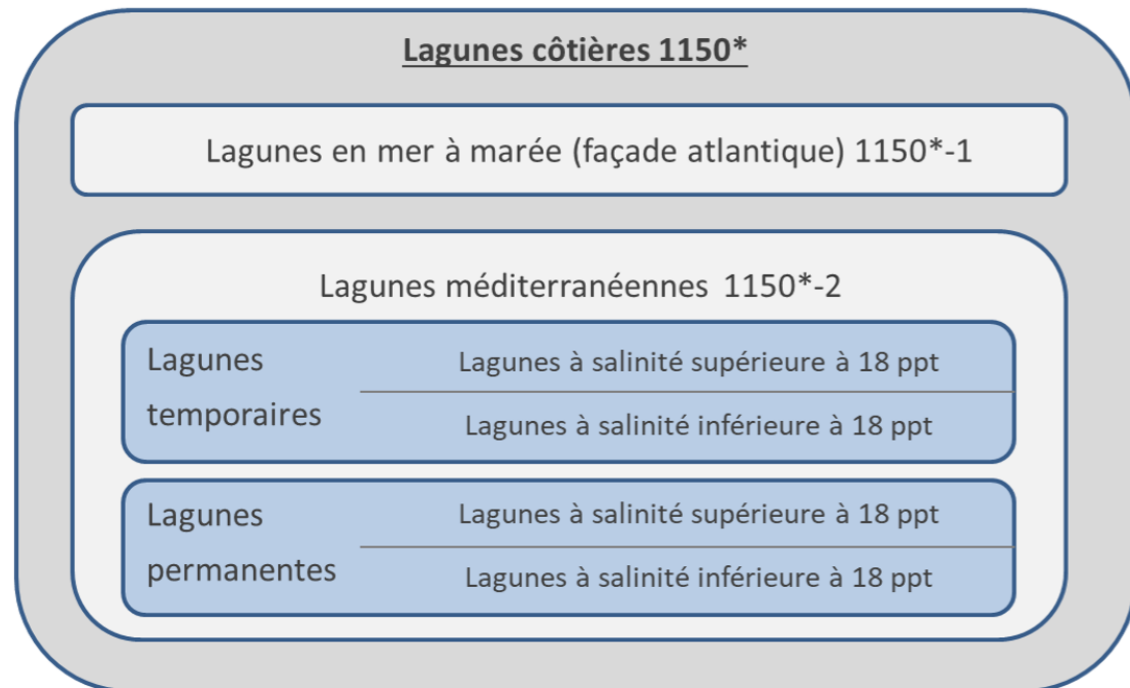 Lagunes côtières 1150*
Lagunes en mer à marée (façade atlantique) 1150*-1
Lagunes méditerranéennes 1150*-2
Lagunes
temporaires
Lagunes à salinité supérieure à 18 ppt
Lagunes à salinité inférieure à 18 ppt
Lagunes
permanentes
Lagunes à salinité supérieure à 18 ppt
Lagunes à salinité inférieure à 18 ppt